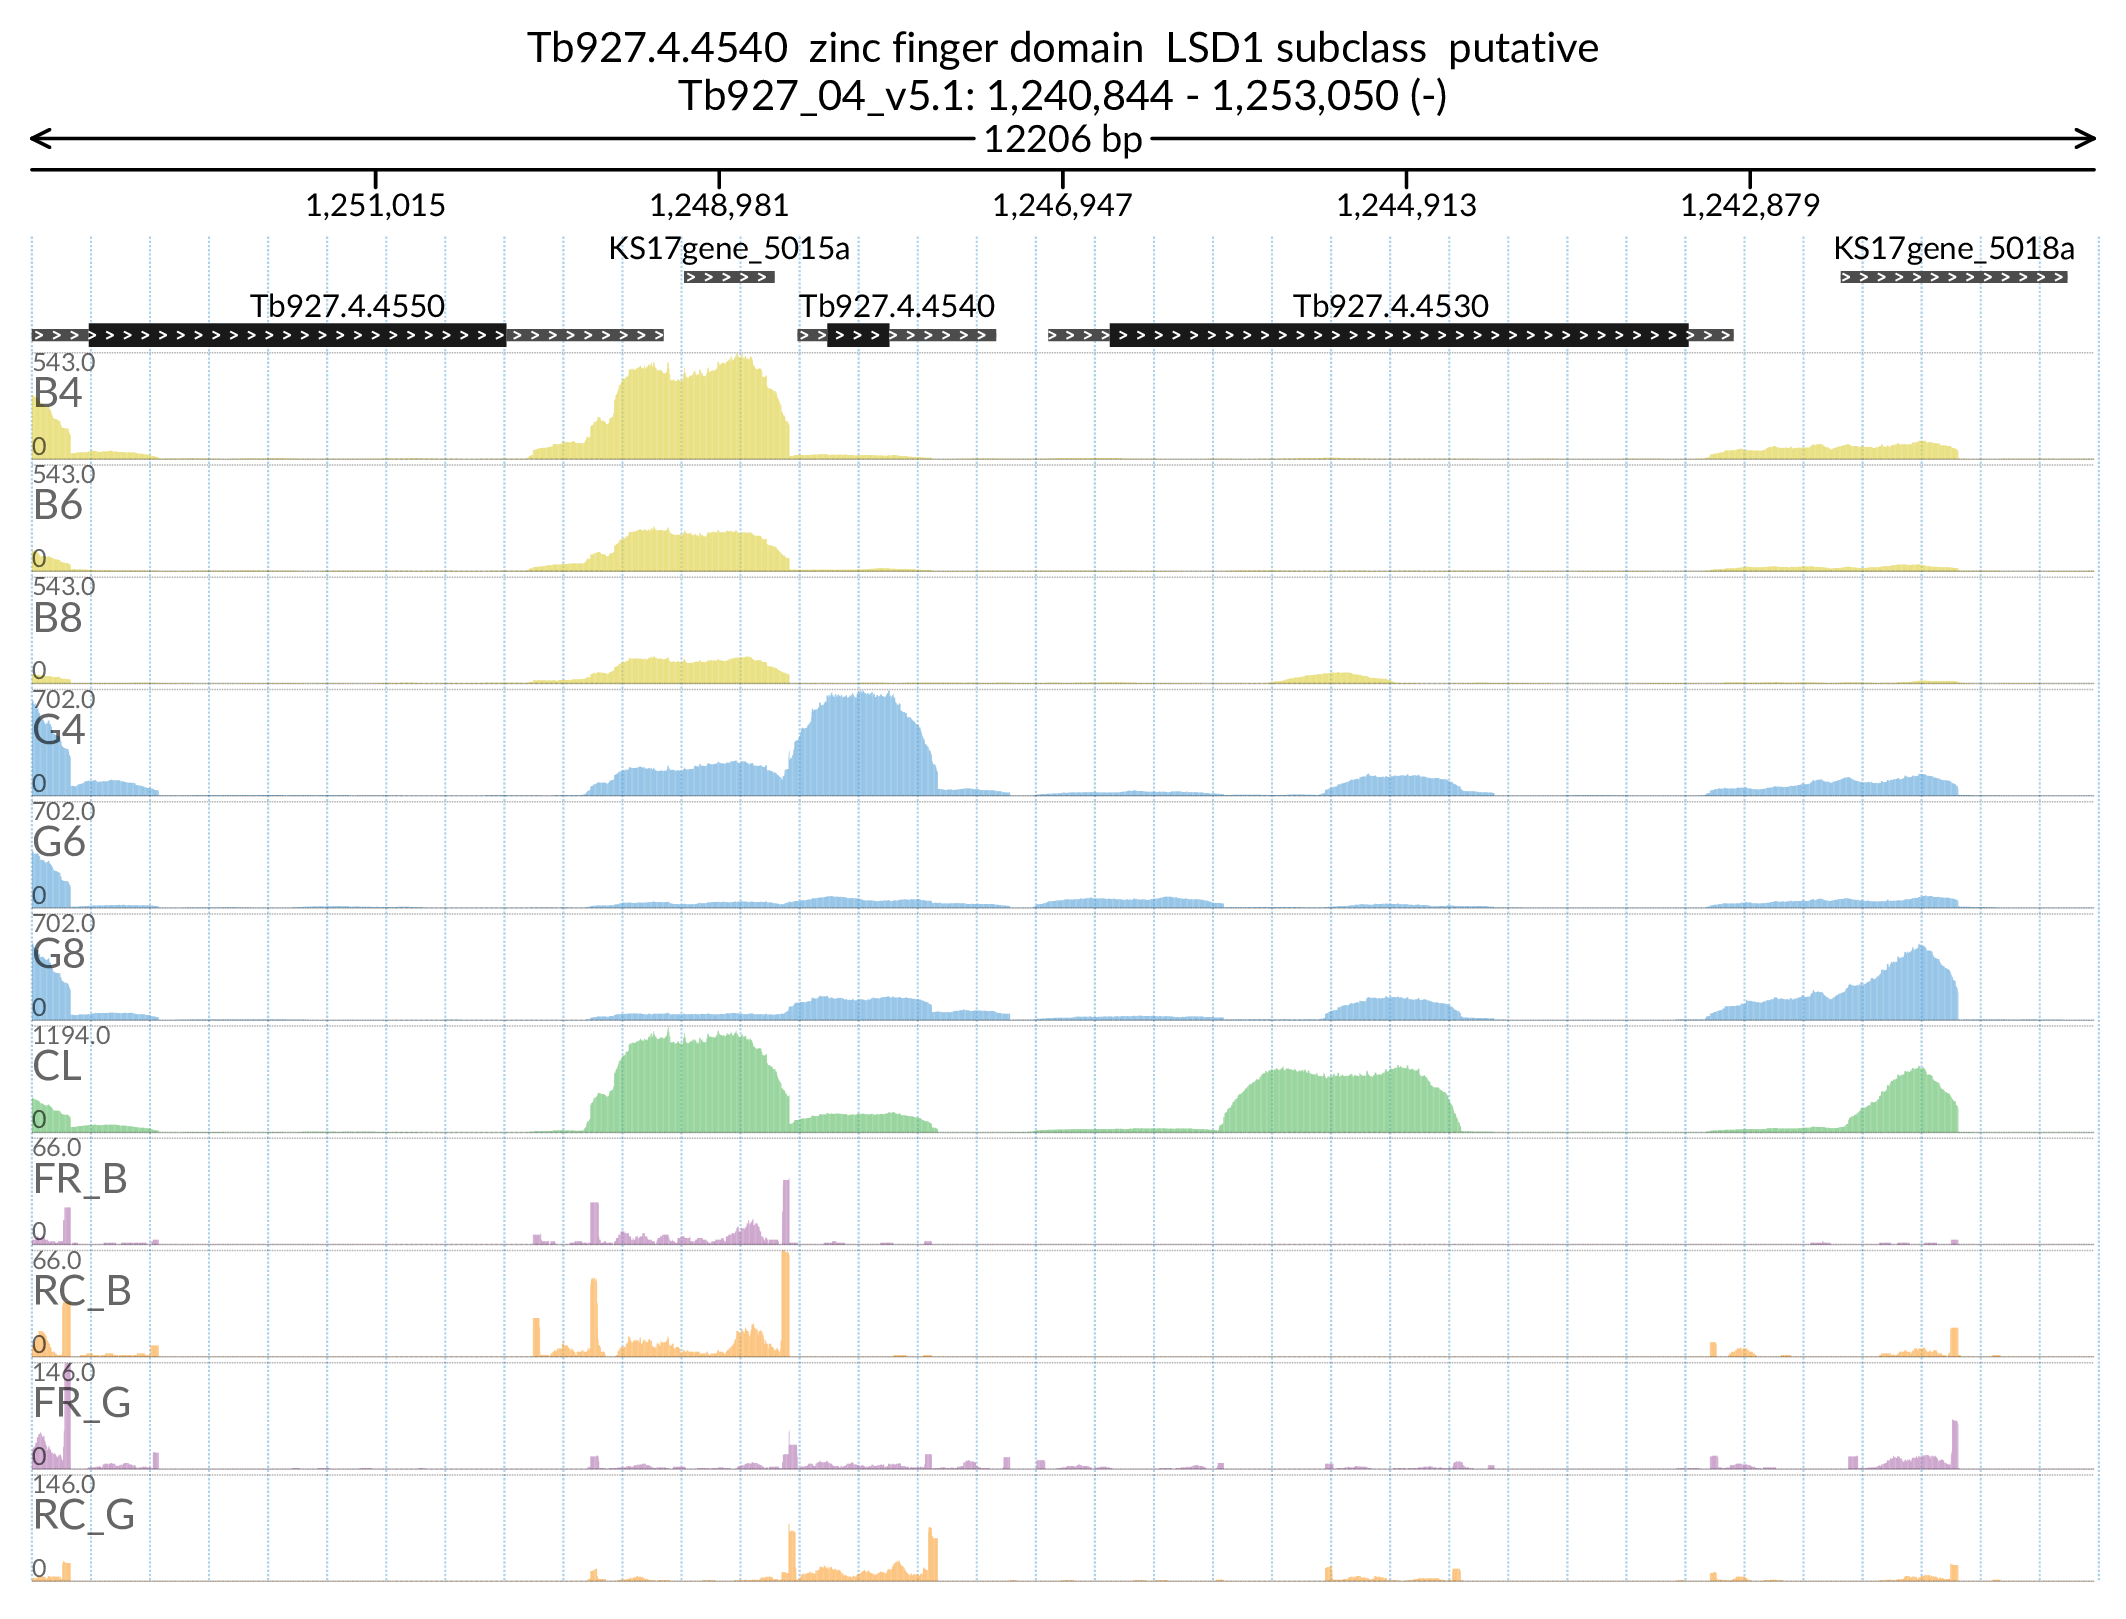 Tb927.4.4540 zinc finger domain LSD1 subclass putative
Tb927_04_v5.1: 1,240,844 - 1,253,050 (-)
12206 bp
1,251,015 1,248,981 1,246,947 1,244,913 1,242,879
KS17gene_5015a KS17gene_5018a
Tb927.4.4550 Tb927.4.4540 Tb927.4.4530
543.0
B4
0
543.0
B6
0
543.0
B8
0
702.0
G4
0
702.0
G6
0
702.0
G8
0
1194.0
CL
0
66.0
FR_B
0
66.0
RC_B
0
146.0
FR_G
0
146.0
RC_G
0